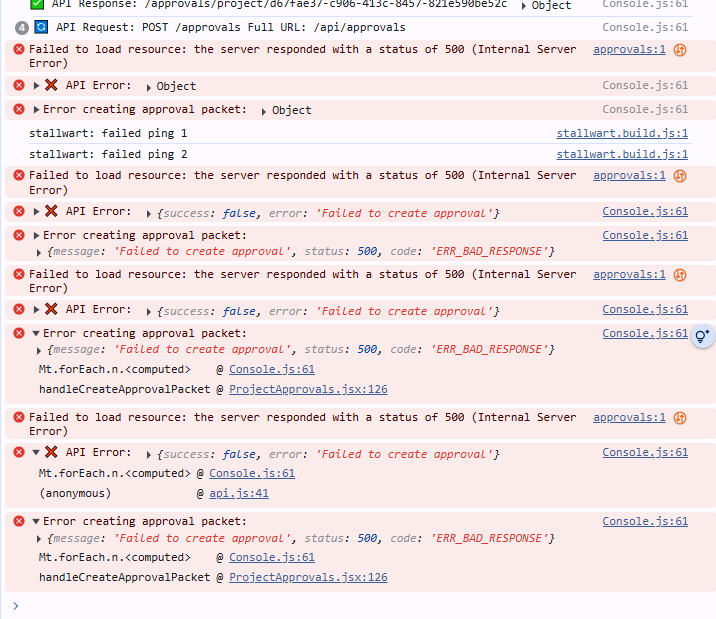 API Response: /approvals/project/d67fae37-c906-413c-8457-821e590be52c Object Console.js:61
4 API Request: POST /approvals Full URL: /api/approvals
Failed to load resource: the server responded with a status of 500 (Internal Server approvals:1
Error)
API Error: Object Console.js:61
Error creating approval packet: Object Console.js:61
stallwart: failed ping 1 stallwart.build.js:1
stallwart: failed ping 2 stallwart.build.js:1
Failed to load resource: the server responded with a status of 500 (Internal Server approvals:1
Error)
API Error: {success: false, error: 'Failed to create approval'} Console.js:61
Error creating approval packet: Console.js:61
{message: 'Failed to create approval', status: 500, code: 'ERR_BAD_RESPONSE'}
Failed to load resource: the server responded with a status of 500 (Internal Server approvals:1
Error)
API Error: {success: false, error: 'Failed to create approval'} Console.js:61
Error creating approval packet: Console.js:61
{message: 'Failed to create approval', status: 500, code: 'ERR_BAD_RESPONSE'}
Mt.forEach.n.<computed> @ Console.js:61
handleCreateApprovalPacket @ ProjectApprovals.jsx:126
Failed to load resource: the server responded with a status of 500 (Internal Server approvals:1
Error)
API Error: {success: false, error: 'Failed to create approval'} Console.js:61
Mt.forEach.n.<computed> @ Console.js:61
(anonymous) @ api.js:41
Error creating approval packet: Console.js:61
{message: 'Failed to create approval', status: 500, code: 'ERR_BAD_RESPONSE'}
Mt.forEach.n.<computed> @ Console.js:61
handleCreateApprovalPacket @ ProjectApprovals.jsx:126